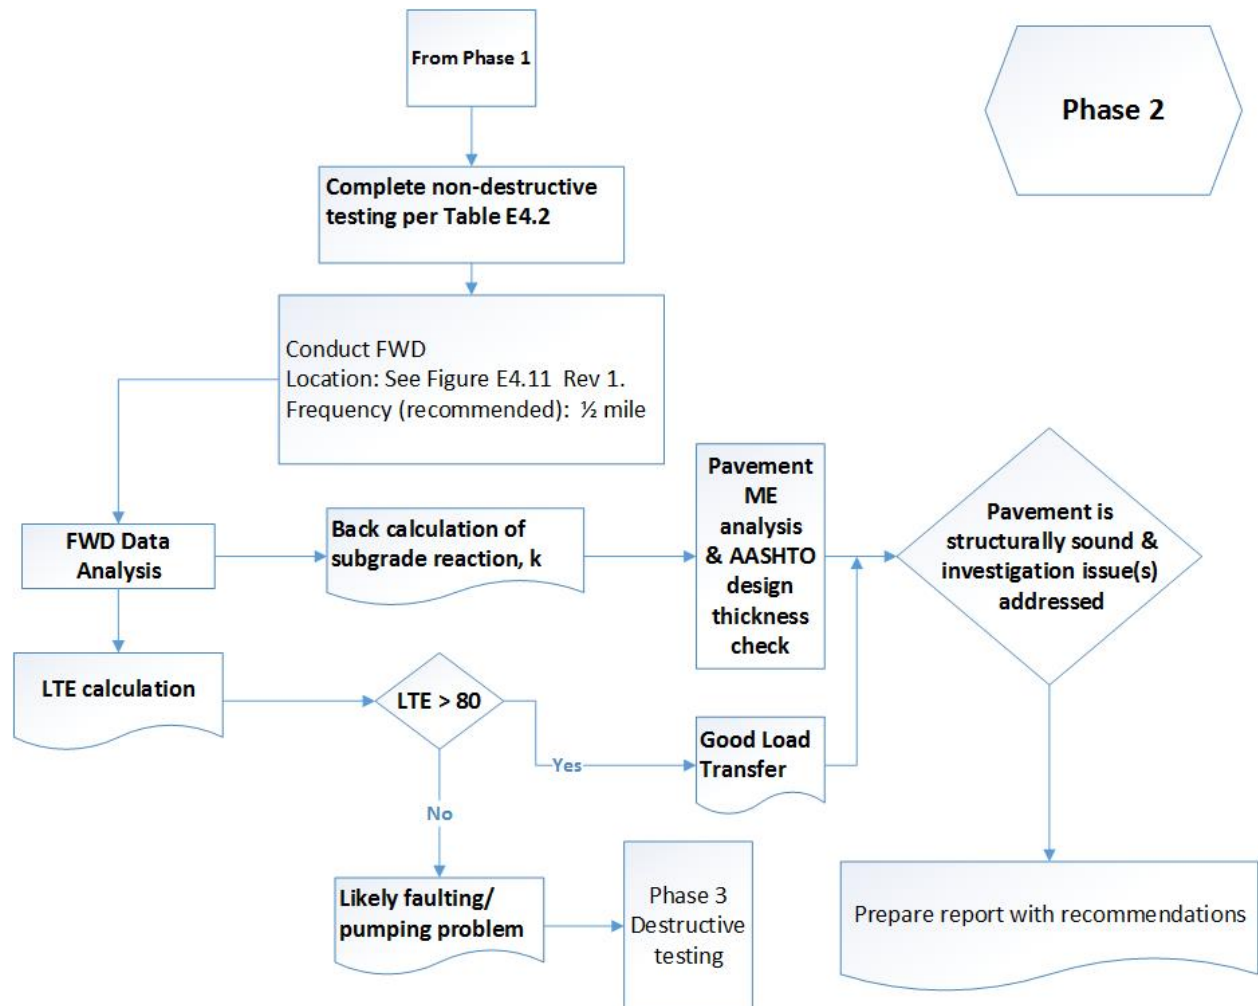 From Phase 1
Phase 2
Complete non-destructive
testing per Table E4.2
Conduct FWD
Location: See Figure E4.11 Rev 1.
Frequency (recommended): ½ mile
FWD Data
Analysis
Back calculation of
subgrade reaction, k
Pavement
ME
analysis
& AASHTO
design
thickness
check
Pavement is
structurally sound &
investigation issue(s)
addressed
LTE calculation
LTE > 80
Yes
Good Load
Transfer
No
Likely faulting/
pumping problem
Phase 3
Destructive
testing
Prepare report with recommendations